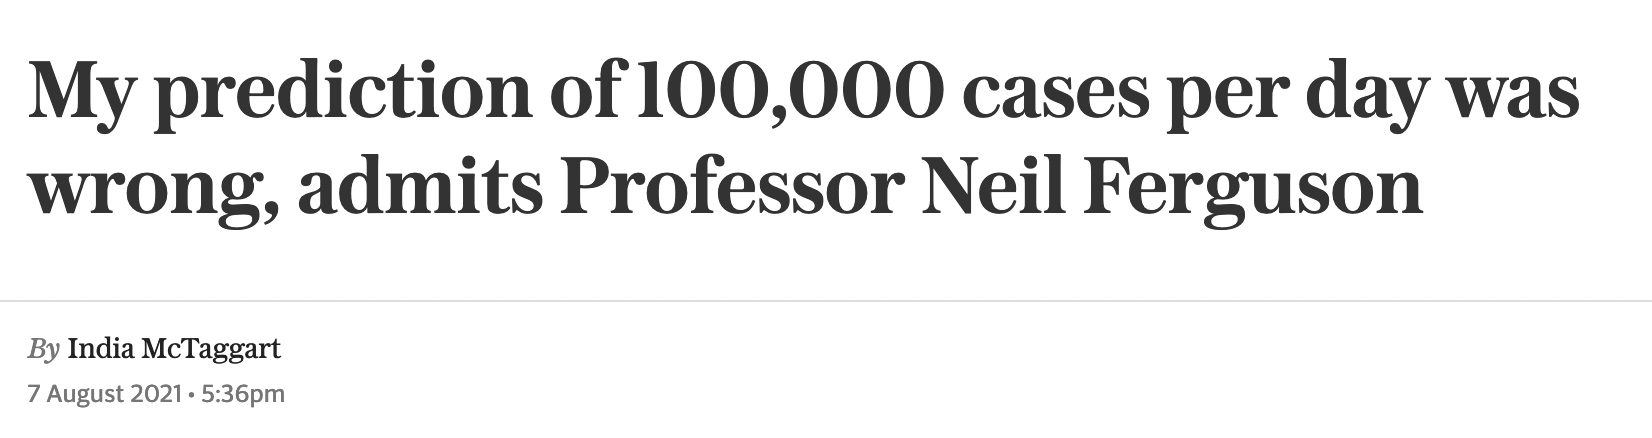 My prediction of 100,000 cases per day was
wrong, admits Professor Neil Ferguson
By India McTaggart
7 August 2021 • 5:36pm